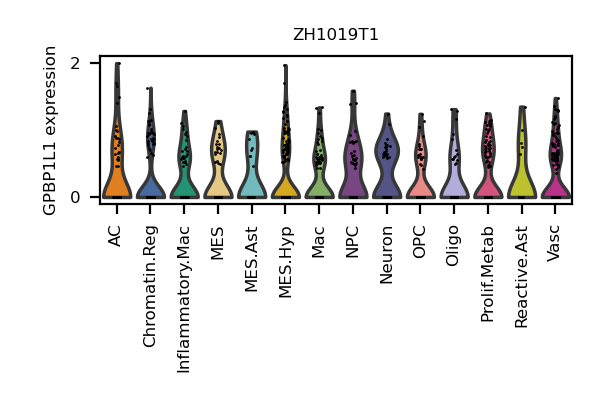 ZH1019T1
GPBP1L1 expression
2
0
AC
Chromatin.Reg
Inflammatory.Mac
MES
MES.Ast
MES.Hyp
Mac
NPC
Neuron
OPC
Oligo
Prolif.Metab
Reactive.Ast
Vasc